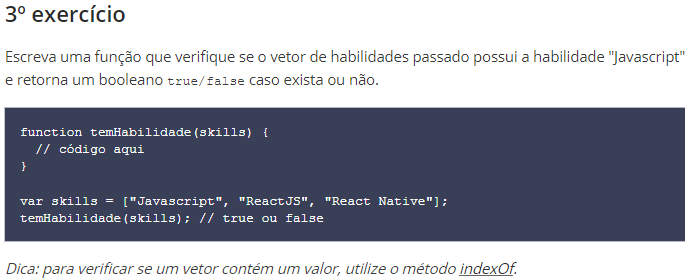 3º exercício
Escreva uma função que verifique se o vetor de habilidades passado possui a habilidade "Javascript"
e retorna um booleano true/false caso exista ou não.
function temHabilidade(skills) {
  // código aqui
}
var skills = ["Javascript", "ReactJS", "React Native"];
temHabilidade(skills); // true ou false
Dica: para verificar se um vetor contém um valor, utilize o método indexOf.